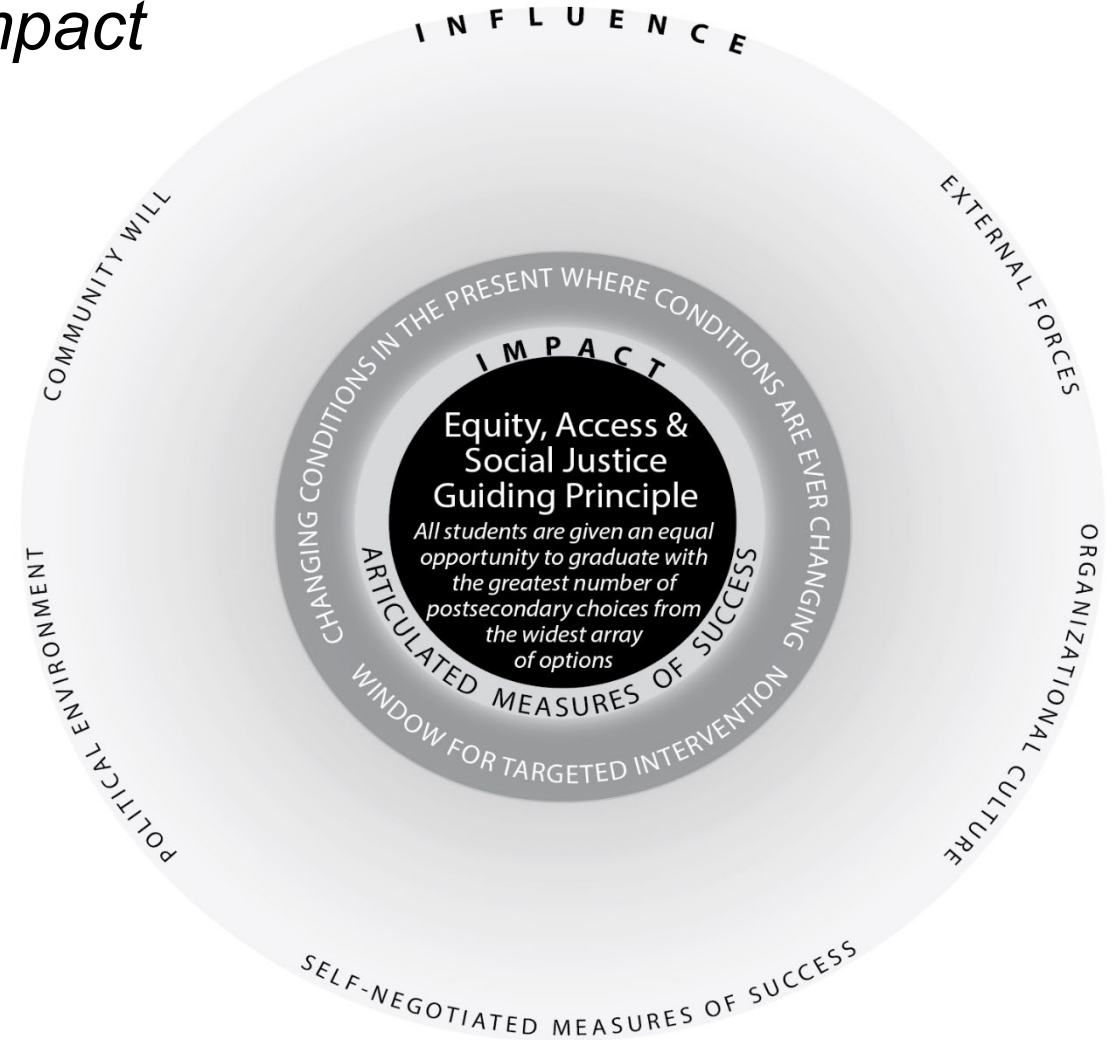 mpact
INFLUENCE
COMMUNITY WILL
EXTERNAL FORCES
CHANGING CONDITIONS IN THE PRESENT WHERE CONDITIONS ARE EVER CHANGING
IMPACT
Equity, Access &
Social Justice
Guiding Principle
All students are given an equal
opportunity to graduate with
the greatest number of
postsecondary choices from
the widest array
of options
ARTICULATED MEASURES OF SUCCESS
WINDOW FOR TARGETED INTERVENTION
POLITICAL ENVIRONMENT
ORGANIZATIONAL CULTURE
SELF-NEGOTIATED MEASURES OF SUCCESS